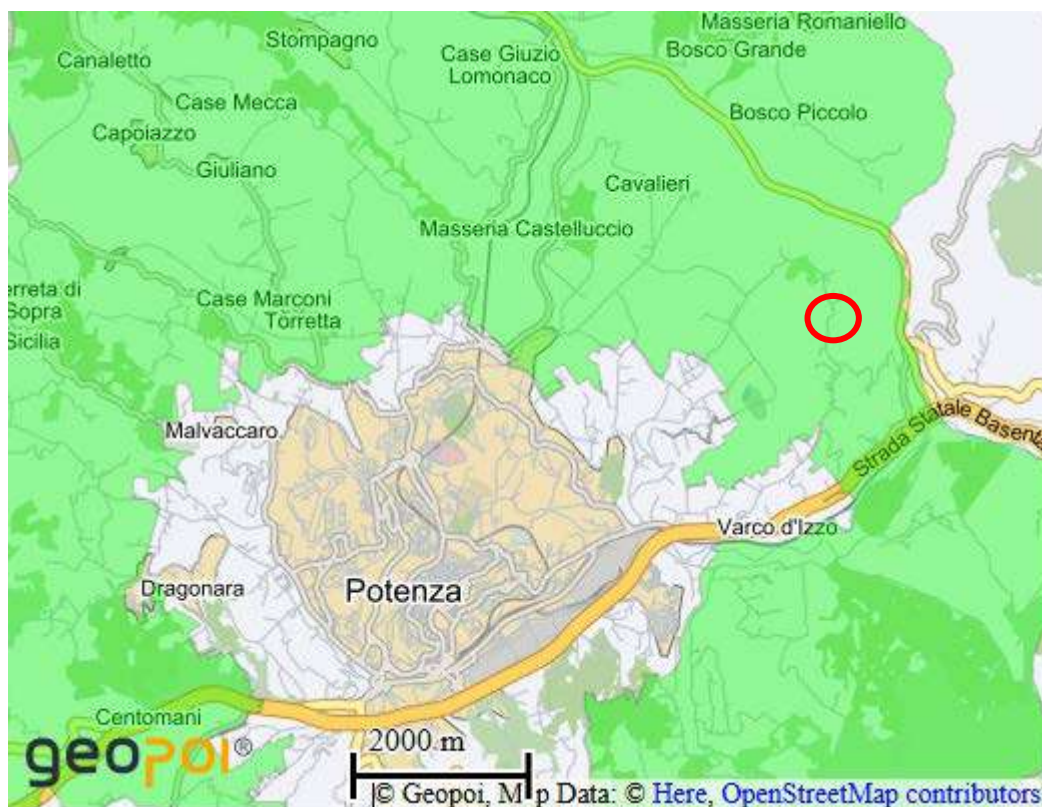 Masseria Romaniello
Stompagno
Case Giuzio
Lomonaco
Bosco Grande
Canaletto
Case Mecca
Bosco Piccolo
Capoiazzo
Giuliano
Cavalieri
Masseria Castelluccio
erreta di
Sopra
Sicilia
Case Marconi
Torretta
Malvaccaro
Strada Statale Basenta
Varco d'Izzo
Dragonara
Potenza
Centomani
geopoi®
2000 m
© Geopoi, M p Data: © Here, OpenStreetMap contributors